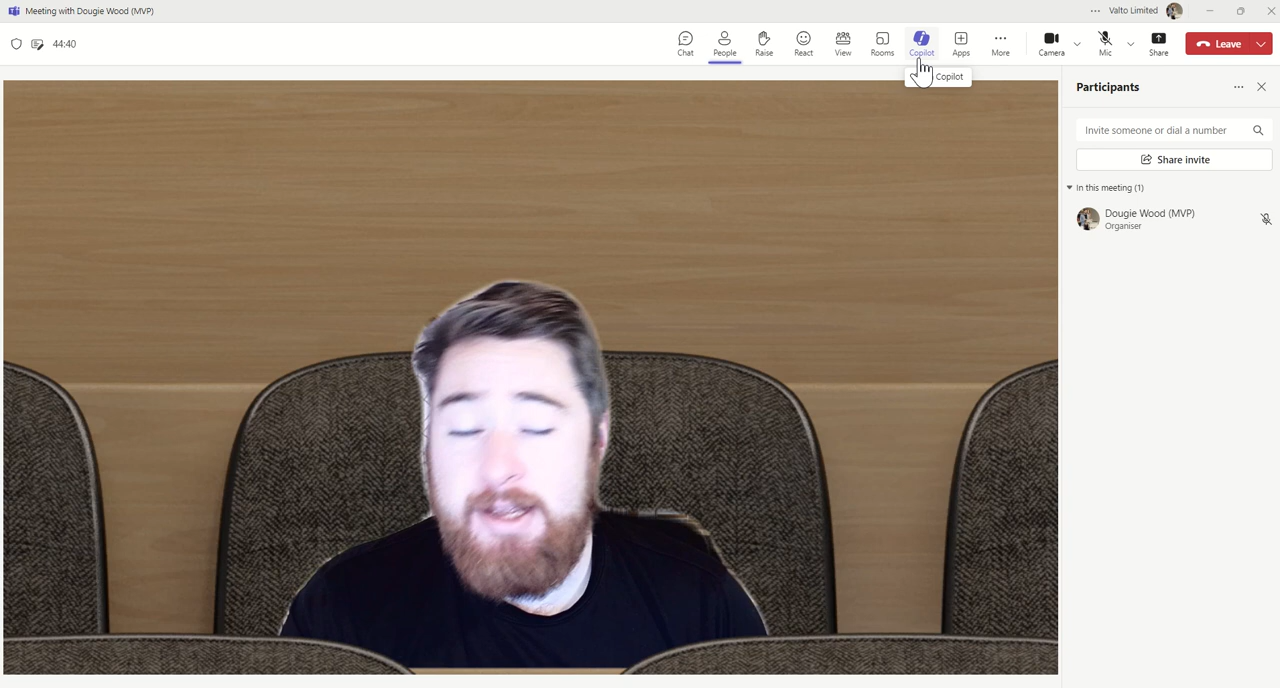 Meeting with Dougie Wood (MVP)
Valto Limited
44:40
Chat
People
Raise
React
View
Rooms
Copilot
Apps
More
Camera
Mic
Share
Leave
Copilot
Participants
Invite someone or dial a number
Share invite
In this meeting (1)
Dougie Wood (MVP)
Organiser